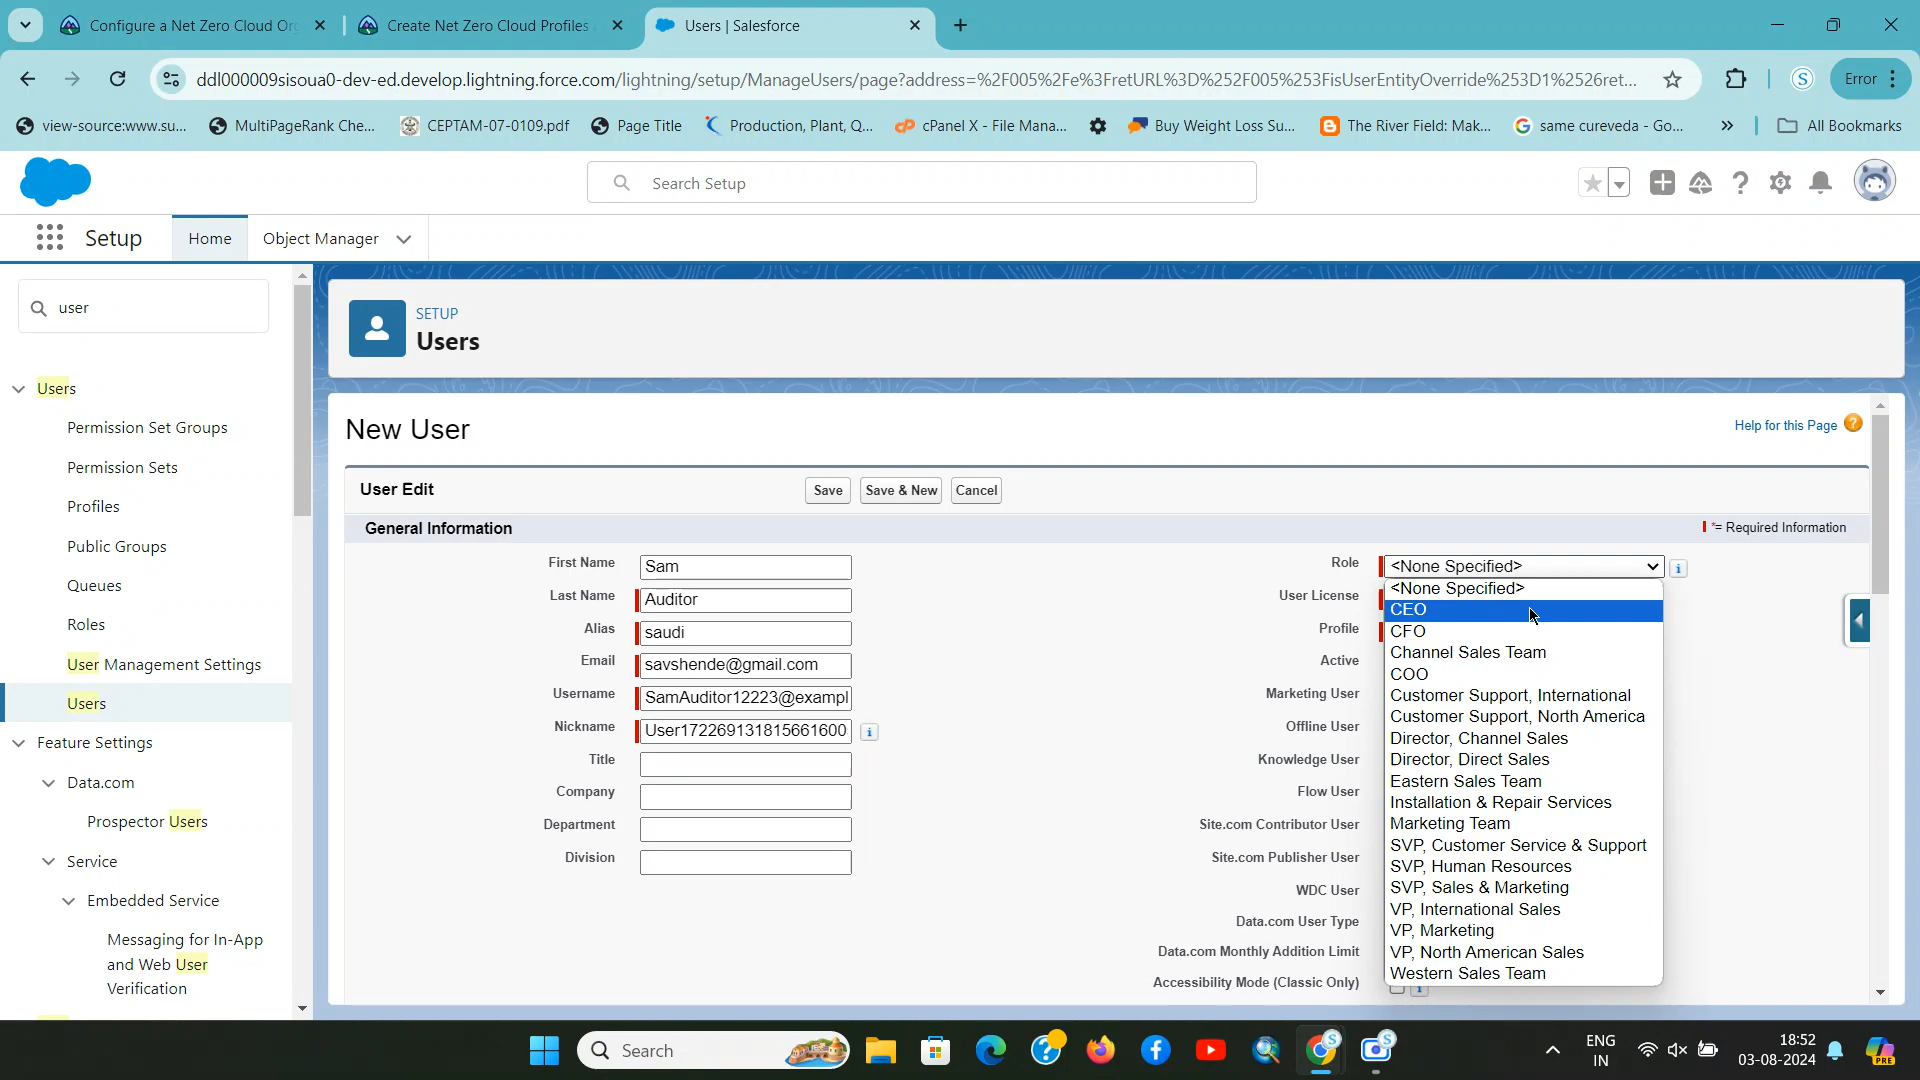 Configure a Net Zero Cloud Or
Create Net Zero Cloud Profiles
Users | Salesforce
ddl000009sisoua0-dev-ed.develop.lightning.force.com/lightning/setup/ManageUsers/page?address=%2F005%2Fe%3FretURL%3D%252F005%253FisUserEntityOverride%253D1%2526ret...
S
Error
view-source:www.su...
MultiPageRank Che...
CEPTAM-07-0109.pdf
Page Title
Production, Plant, Q...
cPanel X - File Mana...
Buy Weight Loss Su...
The River Field: Mak...
same cureveda - Go...
All Bookmarks
Search Setup
Setup
Home
Object Manager
user
Users
Permission Set Groups
Permission Sets
Profiles
Public Groups
Queues
Roles
User Management Settings
Users
Feature Settings
Data.com
Prospector Users
Service
Embedded Service
Messaging for In-App
and Web User
Verification
SETUP
Users
New User
Help for this Page
User Edit
Save
Save & New
Cancel
General Information
*= Required Information
First Name
Sam
Last Name
Auditor
Alias
saudi
Email
savshende@gmail.com
Username
SamAuditor12223@exampl
Nickname
User172269131815661600
Title
Company
Department
Division
Role
<None Specified>
User License
Profile
Active
Marketing User
Offline User
Knowledge User
Flow User
Site.com Contributor User
Site.com Publisher User
WDC User
Data.com User Type
Data.com Monthly Addition Limit
Accessibility Mode (Classic Only)
<None Specified>
CEO
CFO
Channel Sales Team
COO
Customer Support, International
Customer Support, North America
Director, Channel Sales
Director, Direct Sales
Eastern Sales Team
Installation & Repair Services
Marketing Team
SVP, Customer Service & Support
SVP, Human Resources
SVP, Sales & Marketing
VP, International Sales
VP, Marketing
VP, North American Sales
Western Sales Team
Search
ENG
IN
18:52
03-08-2024
PRE